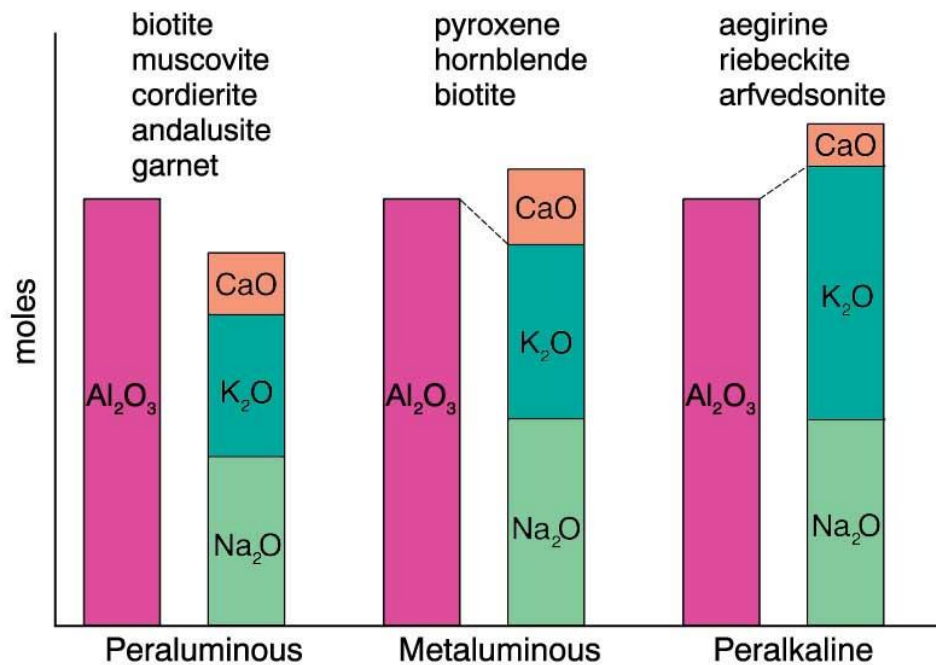 biotite
muscovite
cordierite
andalusite
garnet
pyroxene
hornblende
biotite
aegirine
riebeckite
arfvedsonite
moles
Al₂O₃
CaO
K₂O
Na₂O
Al₂O₃
CaO
K₂O
Na₂O
Al₂O₃
CaO
K₂O
Na₂O
Peraluminous
Metaluminous
Peralkaline